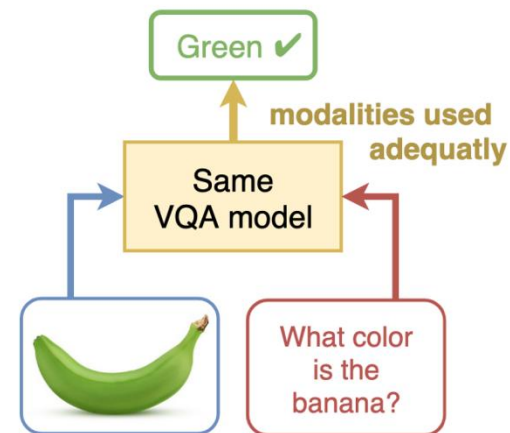 Green ✔
modalities used
adequatly
Same
VQA model
What color
is the
banana?